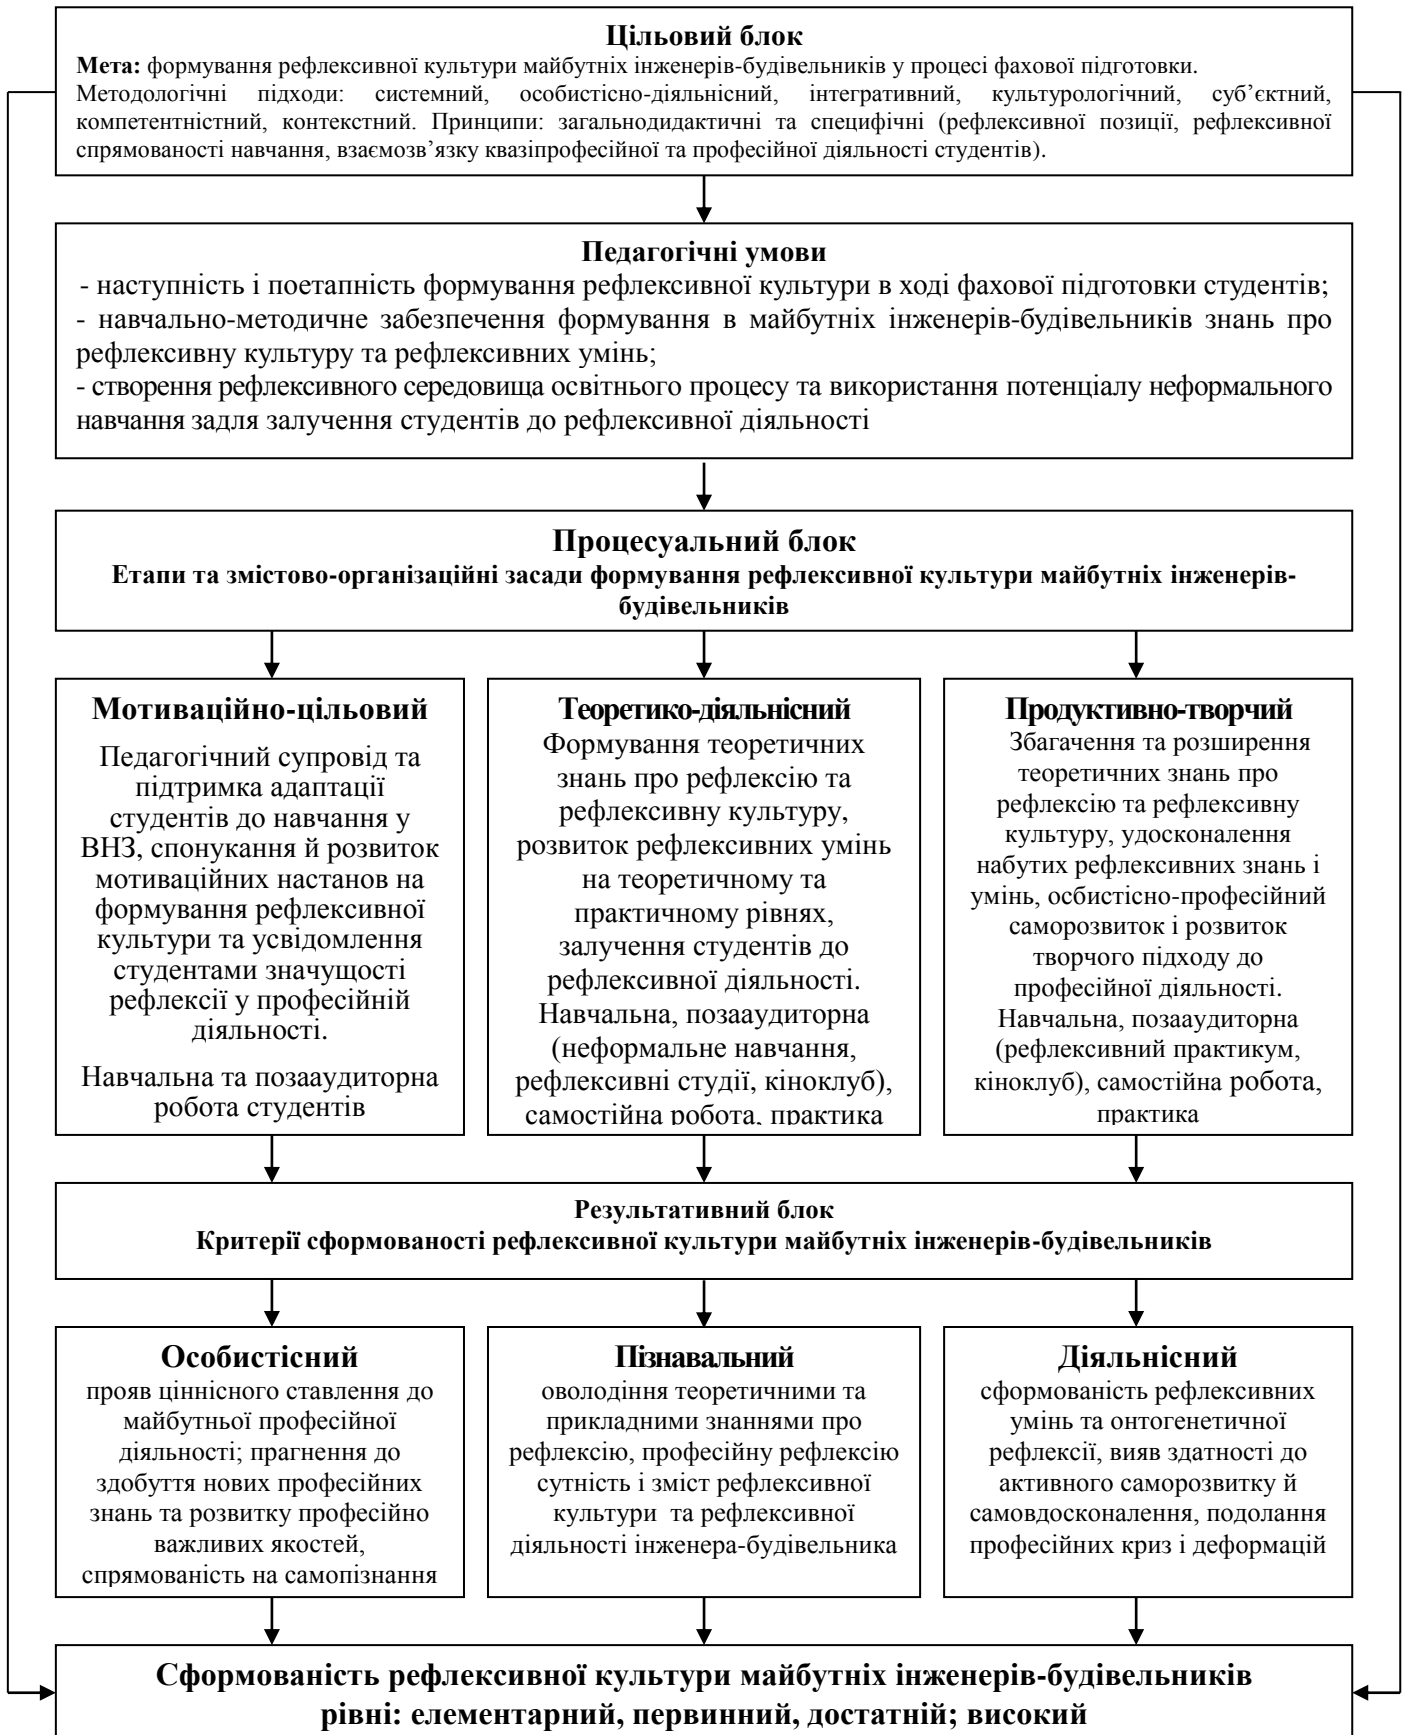 Цільовий блок
Мета: формування рефлексивної культури майбутніх інженерів-будівельників у процесі фахової підготовки.
Методологічні підходи: системний, особистісно-діяльнісний, інтегративний, культурологічний, суб’єктний,
компетентністний, контекстний. Принципи: загальнодидактичні та специфічні (рефлексивної позиції, рефлексивної
спрямованості навчання, взаємозв’язку квазіпрофесійної та професійної діяльності студентів).
Педагогічні умови
- наступність і поетапність формування рефлексивної культури в ході фахової підготовки студентів;
- навчально-методичне забезпечення формування в майбутніх інженерів-будівельників знань про
рефлексивну культуру та рефлексивних умінь;
- створення рефлексивного середовища освітнього процесу та використання потенціалу неформального
навчання задля залучення студентів до рефлексивної діяльності
Процесуальний блок
Етапи та змістово-організаційні засади формування рефлексивної культури майбутніх інженерів-
будівельників
Мотиваційно-цільовий
Педагогічний супровід та
підтримка адаптації
студентів до навчання у
ВНЗ, спонукання й розвиток
мотиваційних настанов на
формування рефлексивної
культури та усвідомлення
студентами значущості
рефлексії у професійній
діяльності.
Навчальна та позааудиторна
робота студентів
Теоретико-діяльнісний
Формування теоретичних
знань про рефлексію та
рефлексивну культуру,
розвиток рефлексивних умінь
на теоретичному та
практичному рівнях,
залучення студентів до
рефлексивної діяльності.
Навчальна, позааудиторна
(неформальне навчання,
рефлексивні студії, кіноклуб),
самостійна робота, практика
Продуктивно-творчий
Збагачення та розширення
теоретичних знань про
рефлексію та рефлексивну
культуру, удосконалення
набутих рефлексивних знань і
умінь, осбистісно-професійний
саморозвиток і розвиток
творчого підходу до
професійної діяльності.
Навчальна, позааудиторна
(рефлексивний практикум,
кіноклуб), самостійна робота,
практика
Результативний блок
Критерії сформованості рефлексивної культури майбутніх інженерів-будівельників
Особистісний
прояв ціннісного ставлення до
майбутньої професійної
діяльності; прагнення до
здобуття нових професійних
знань та розвитку професійно
важливих якостей,
спрямованість на самопізнання
Пізнавальний
оволодіння теоретичними та
прикладними знаннями про
рефлексію, професійну рефлексію
сутність і зміст рефлексивної
культури та рефлексивної
діяльності інженера-будівельника
Діяльнісний
сформованість рефлексивних
умінь та онтогенетичної
рефлексії, вияв здатності до
активного саморозвитку й
самовдосконалення, подолання
професійних криз і деформацій
Сформованість рефлексивної культури майбутніх інженерів-будівельників
рівні: елементарний, первинний, достатній; високий